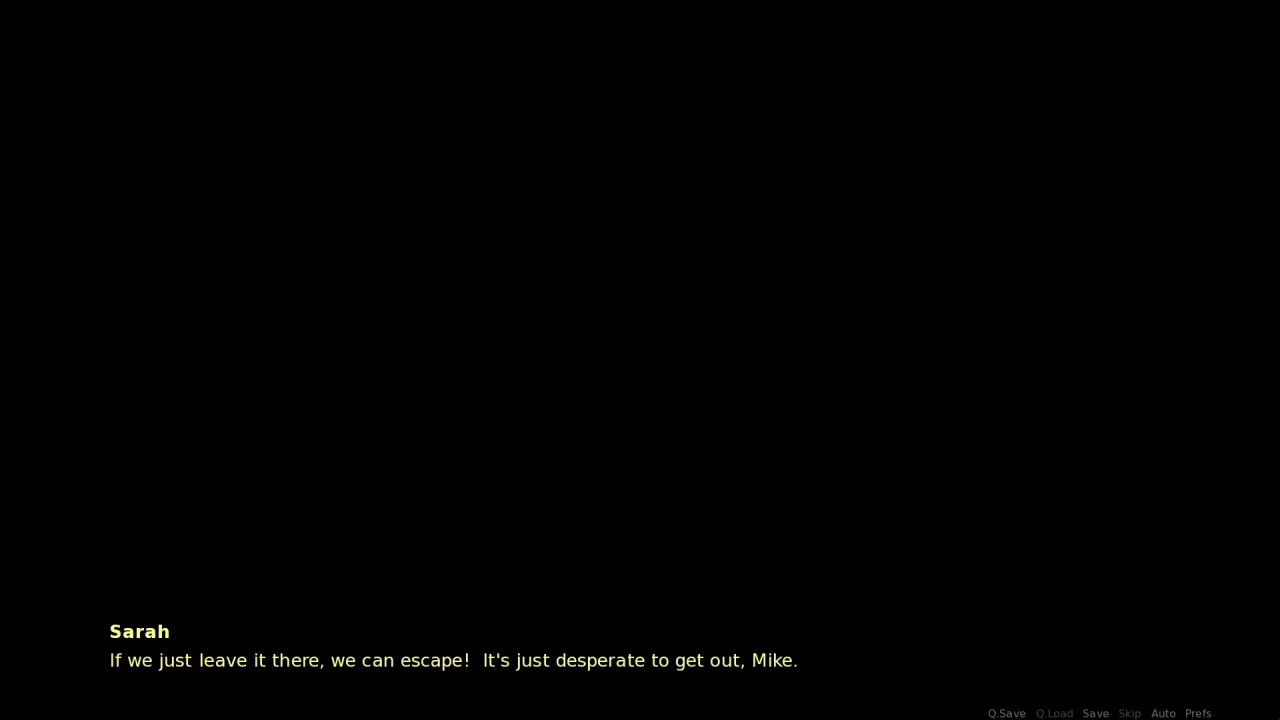 Sarah
If we just leave it there, we can escape!  It's just desperate to get out, Mike.
Q.Save Q.Load Save Skip Auto Prefs